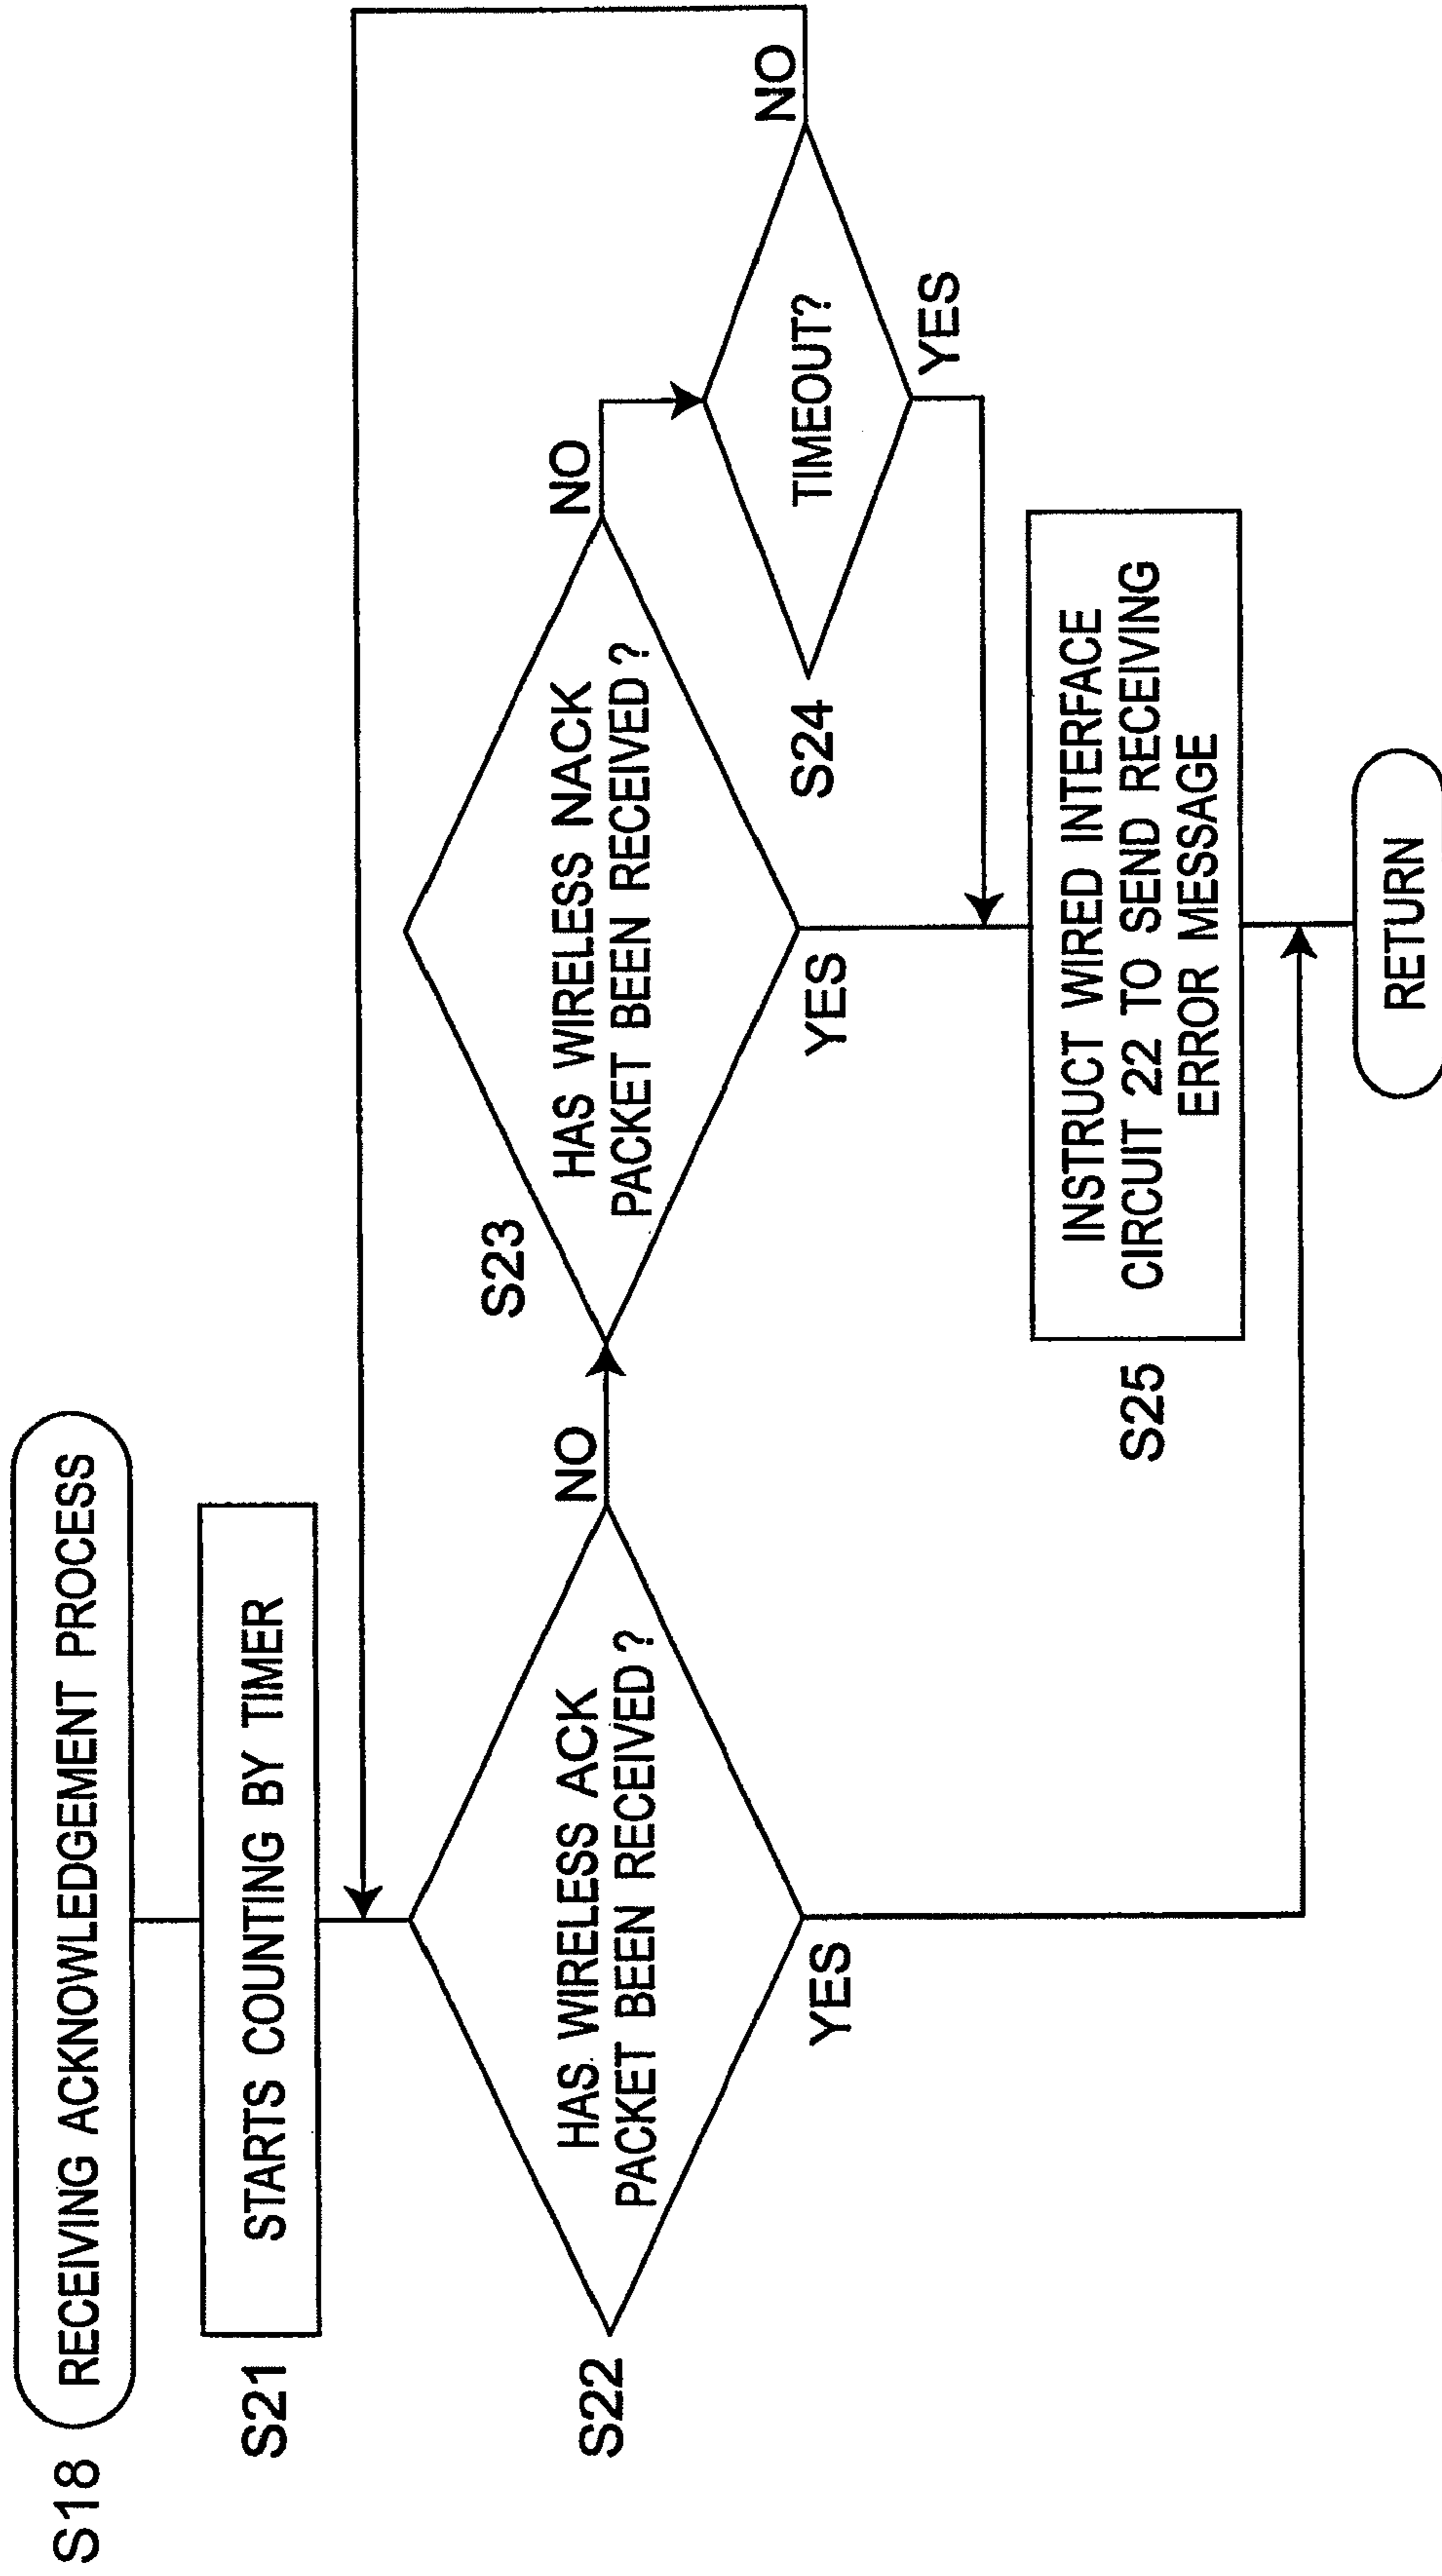 S18
RECEIVING ACKNOWLEDGEMENT PROCESS
S21
STARTS COUNTING BY TIMER
S22
HAS WIRELESS ACK
PACKET BEEN RECEIVED?
NO
YES
S23
HAS WIRELESS NACK
PACKET BEEN RECEIVED?
NO
YES
S24
TIMEOUT?
NO
YES
S25
INSTRUCT WIRED INTERFACE
CIRCUIT 22 TO SEND RECEIVING
ERROR MESSAGE
RETURN